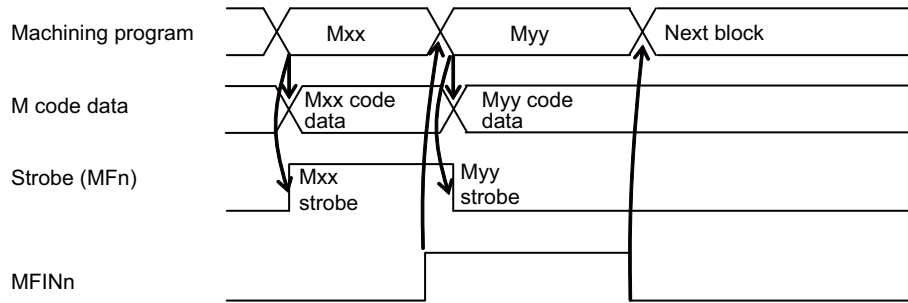 Machining program
Mxx
Myy
Next block
M code data
Mxx code
data
Myy code
data
Strobe (MFn)
Mxx
strobe
Myy
strobe
MFINn